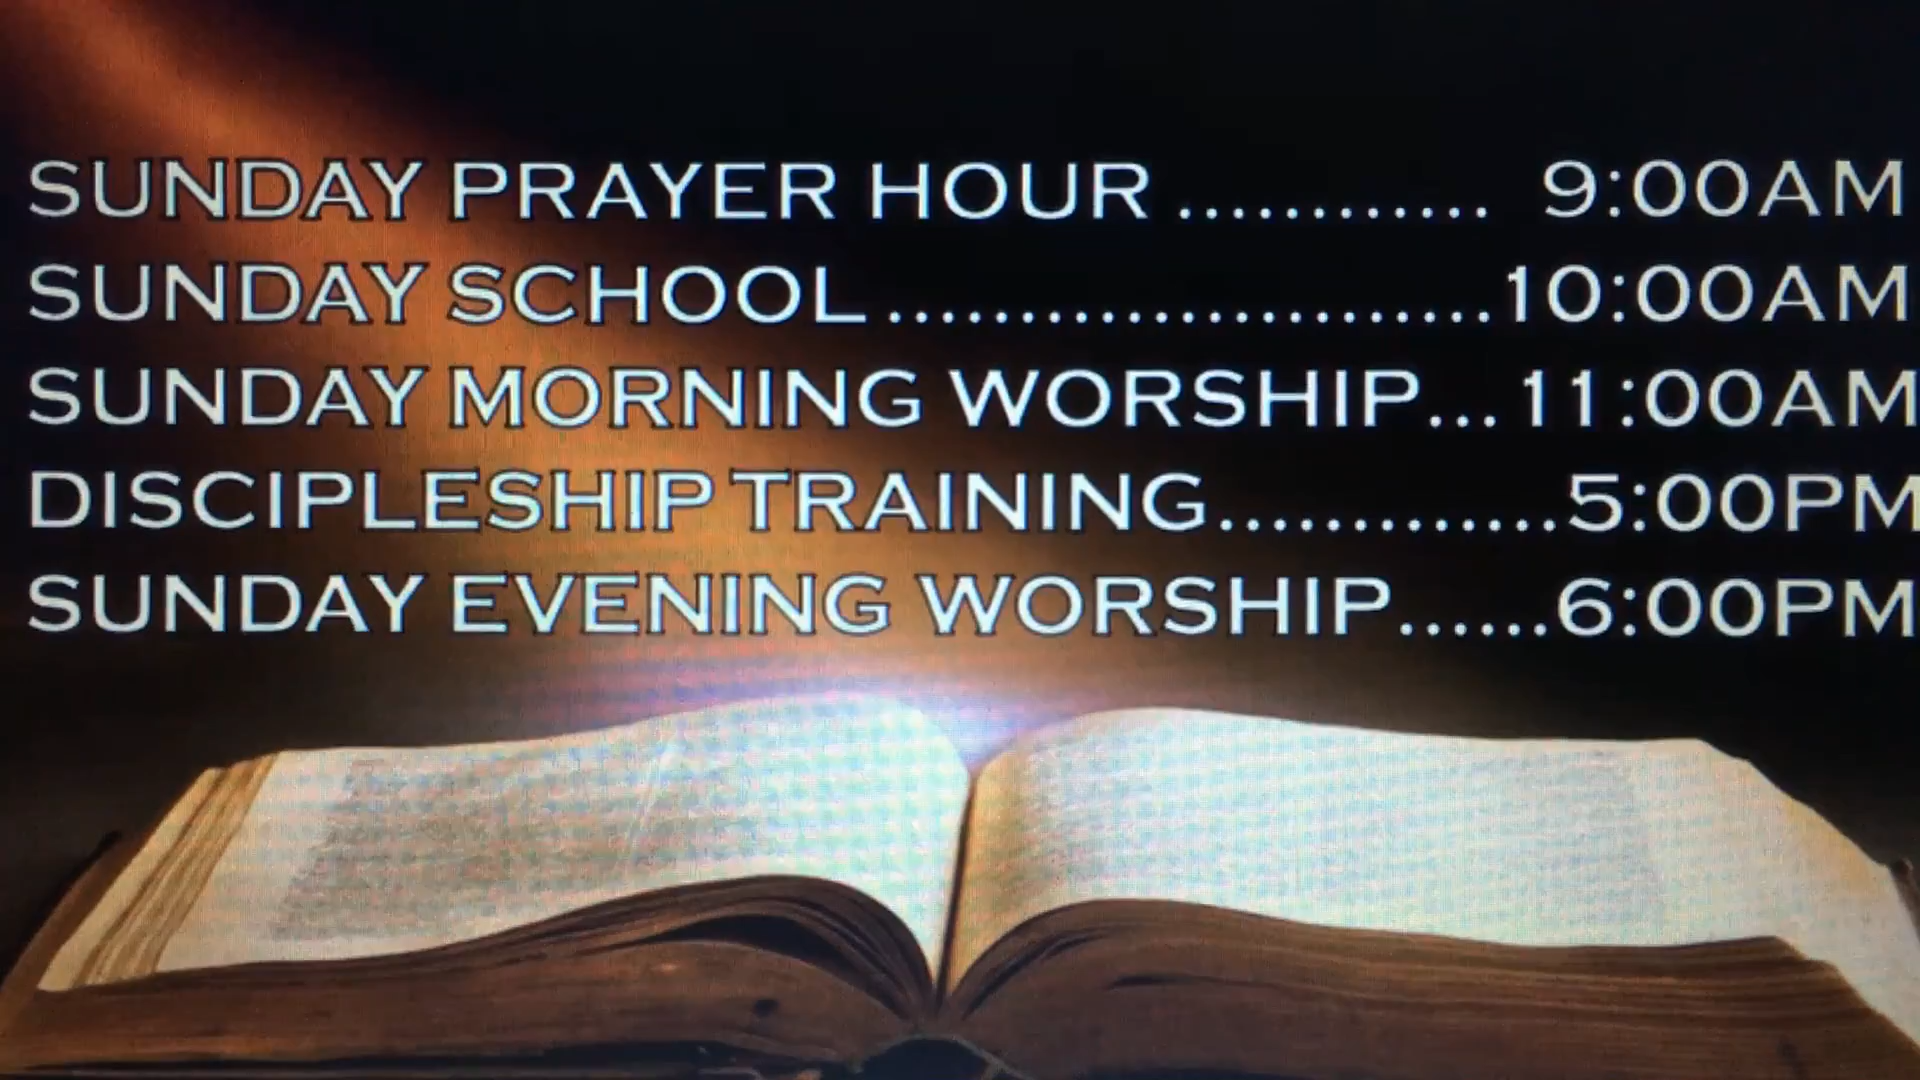 SUNDAY PRAYER HOUR ............ 9:00AM
SUNDAY SCHOOL.......................10:00AM
SUNDAY MORNING WORSHIP...11:00AM
DISCIPLESHIP TRAINING.............5:00PM
SUNDAY EVENING WORSHIP......6:00PM